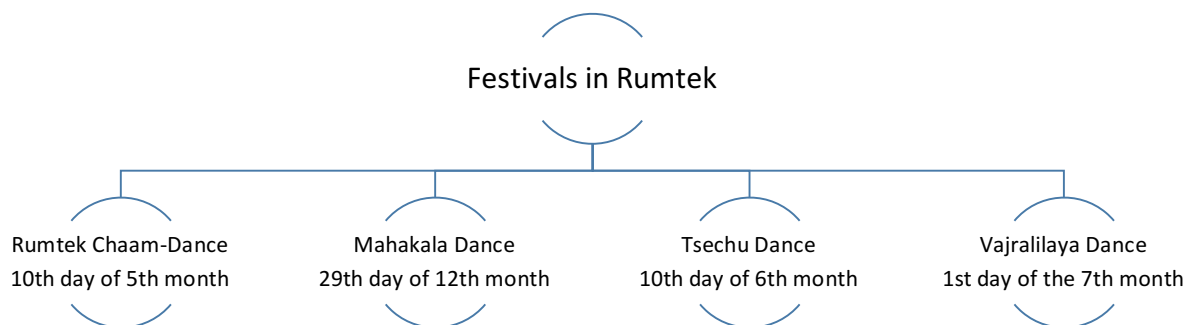 Festivals in Rumtek
Rumtek Chaam-Dance
10th day of 5th month
Mahakala Dance
29th day of 12th month
Tsechu Dance
10th day of 6th month
Vajralilaya Dance
1st day of the 7th month